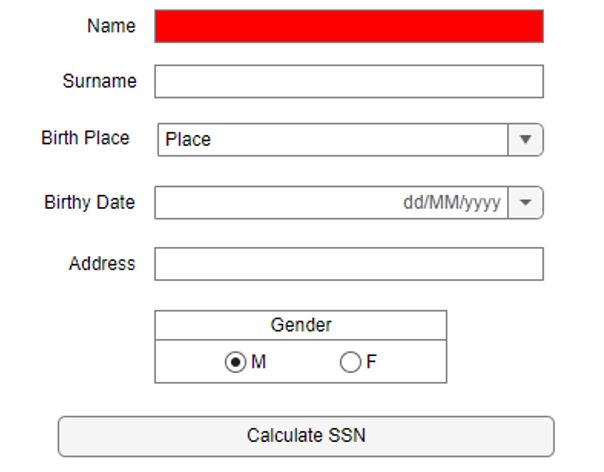 Name
Surname
Birth Place Place
Birthy Date dd/MM/yyyy
Address
Gender
M F
Calculate SSN